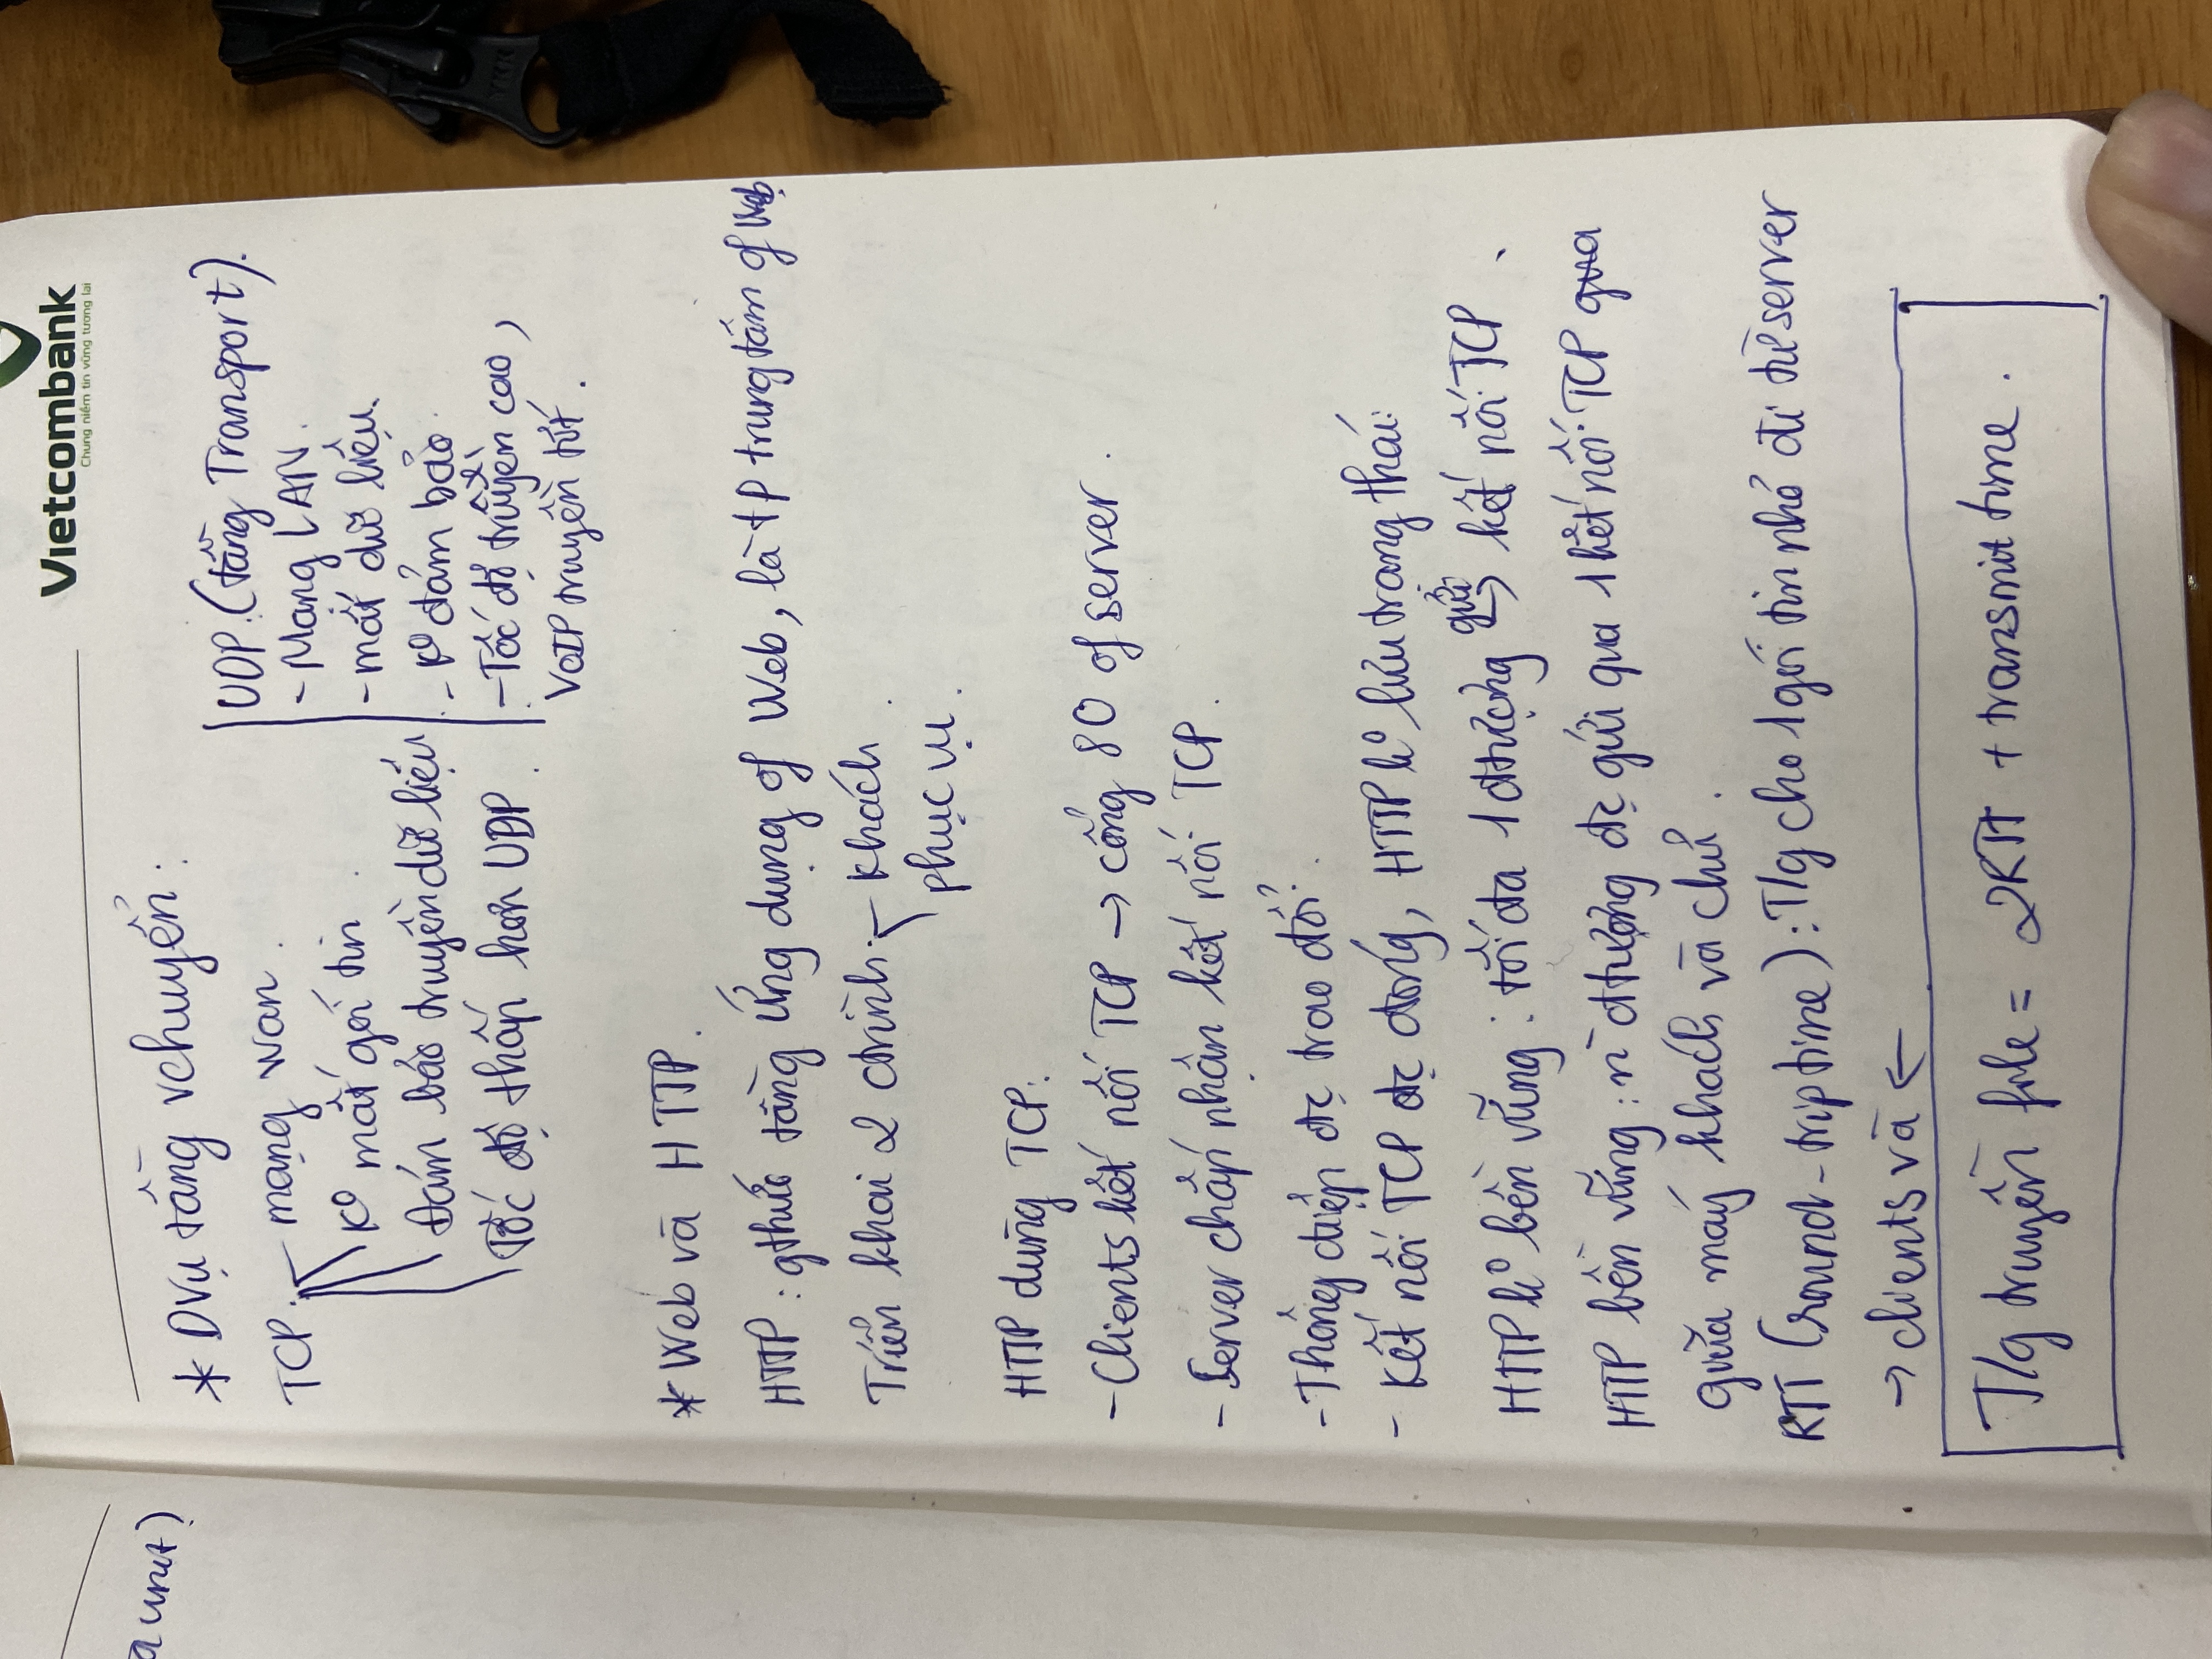 Vietcombank
Chung niềm tin vững tương lai
a unit)
* Dvụ tầng vchuyển:
TCP: - mạng wan.
K° mất gói tin.
Đảm bảo truyền dữ liệu
Tốc độ thấp hơn UDP.
UDP. (tầng Transport).
- Mạng LAN.
- mất dữ liệu.
- K° đảm bảo.
- Tốc độ truyền cao,
VoIP truyền tốt.
* Web và HTTP.
HTTP: gthức tầng ứng dụng of Web, là tp trung tâm of Web
Triển khai 2 ctrình: - Khách.
phục vụ.
HTTP dùng TCP:
- Clients kết nối TCP → cổng 80 of server.
- Server chấp nhận kết nối TCP.
- Thông điệp đc trao đổi.
- Kết nối TCP đc đóng, HTTP k° lưu trạng thái:
HTTP k° bền vững: tối đa 1 đtượng gửi → kết nối TCP.
HTTP bền vững: n` đtượng đc gửi qua 1 kết nối TCP qua
giữa máy khách và chủ.
RTT (round-trip time): T/g cho 1 gói tin nhỏ đi từ server
→ clients và ←
T/g truyền file = 2RTT + transmit time.